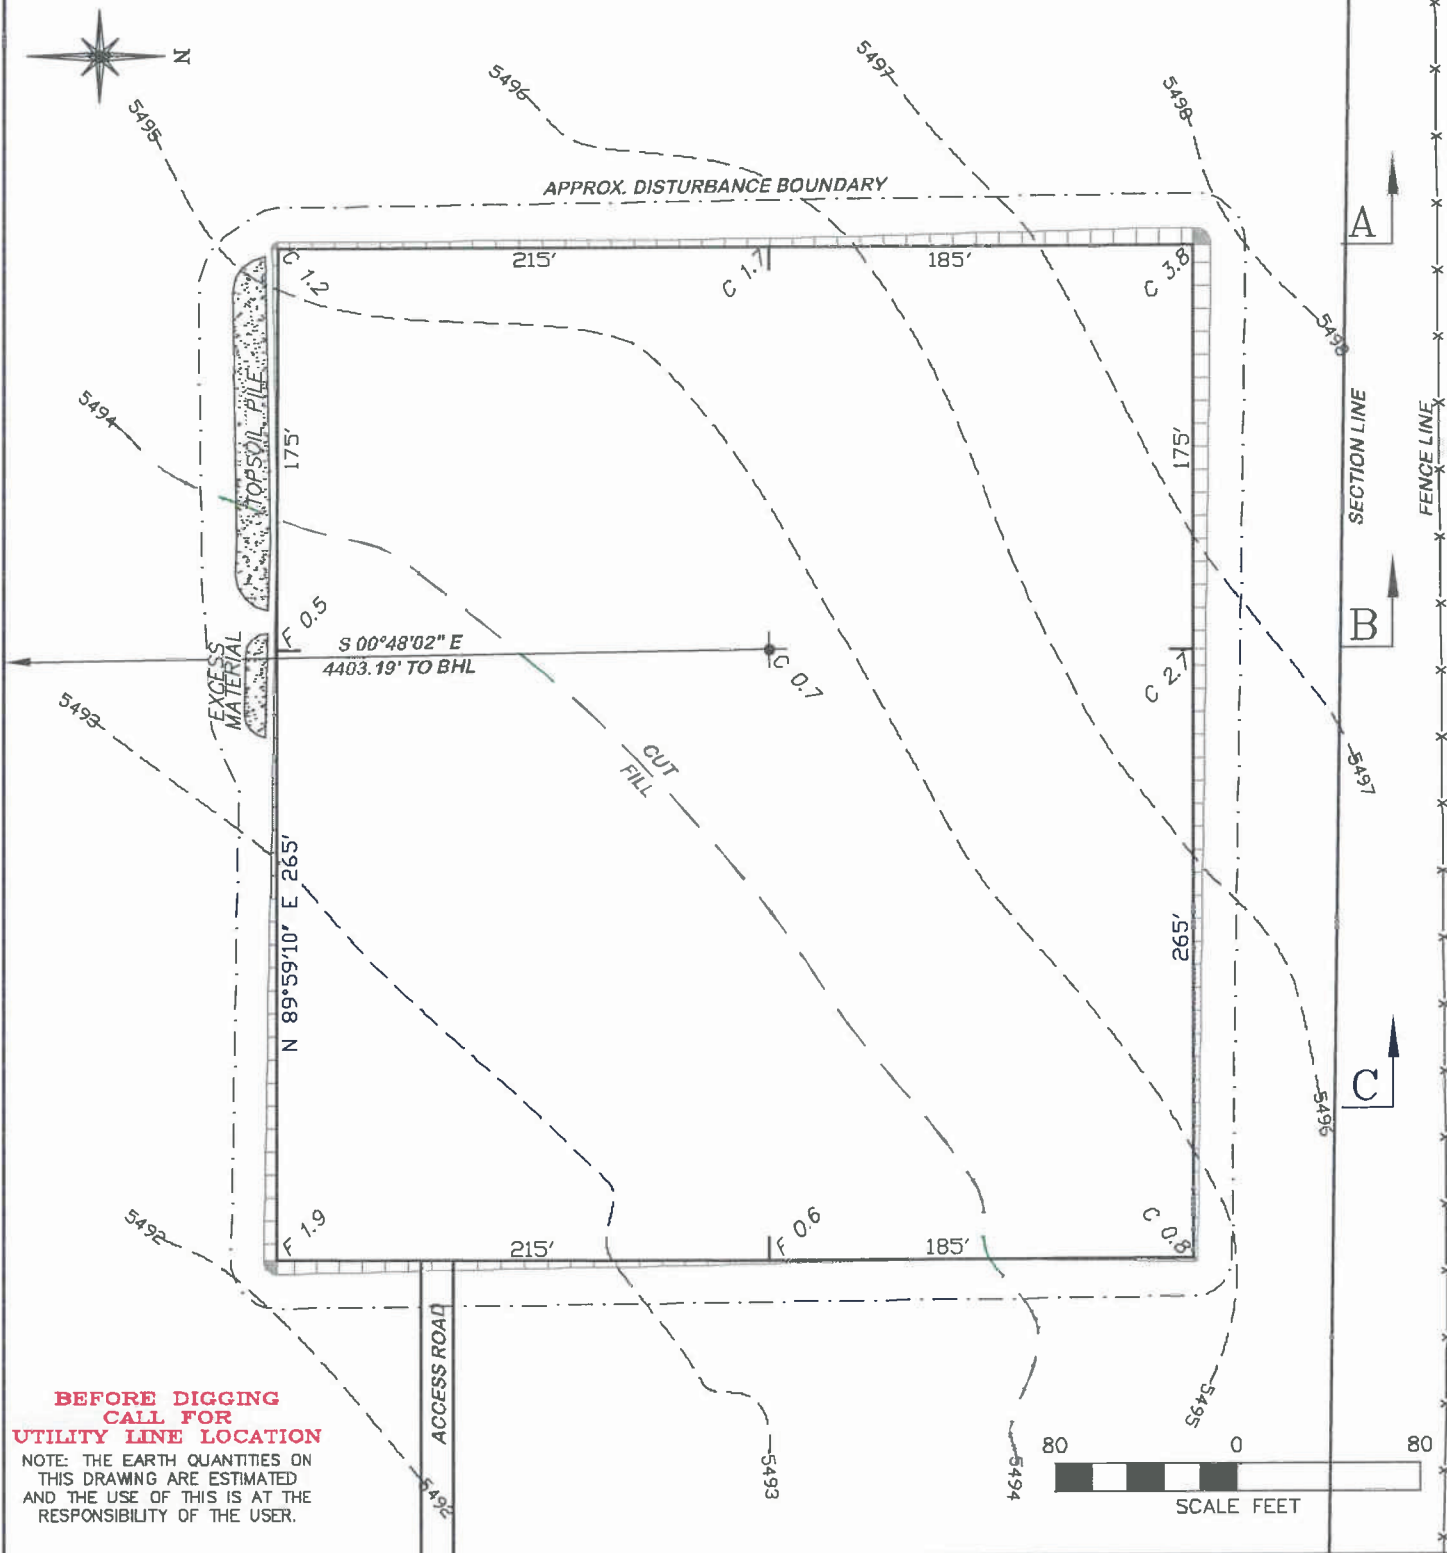 N
5495
5496
5497
5498
APPROX. DISTURBANCE BOUNDARY
A
C 1.2
215'
C 1.7
185'
C 3.8
5498
5494
TOPSOIL PILE
175'
175'
SECTION LINE
FENCE LINE
F 0.5
S 00°48'02" E
4403.19' TO BHL
C 0.7
C 2.7
B
EXCESS
MATERIAL
5493
CUT
FILL
5497
N 89°59'10" E 265'
265'
C
5496
5492
F 1.9
215'
F 0.6
185'
C 0.8
ACCESS ROAD
5495
5493
5494
5492
BEFORE DIGGING
CALL FOR
UTILITY LINE LOCATION
NOTE: THE EARTH QUANTITIES ON
THIS DRAWING ARE ESTIMATED
AND THE USE OF THIS IS AT THE
RESPONSIBILITY OF THE USER.
80 0 80
SCALE FEET